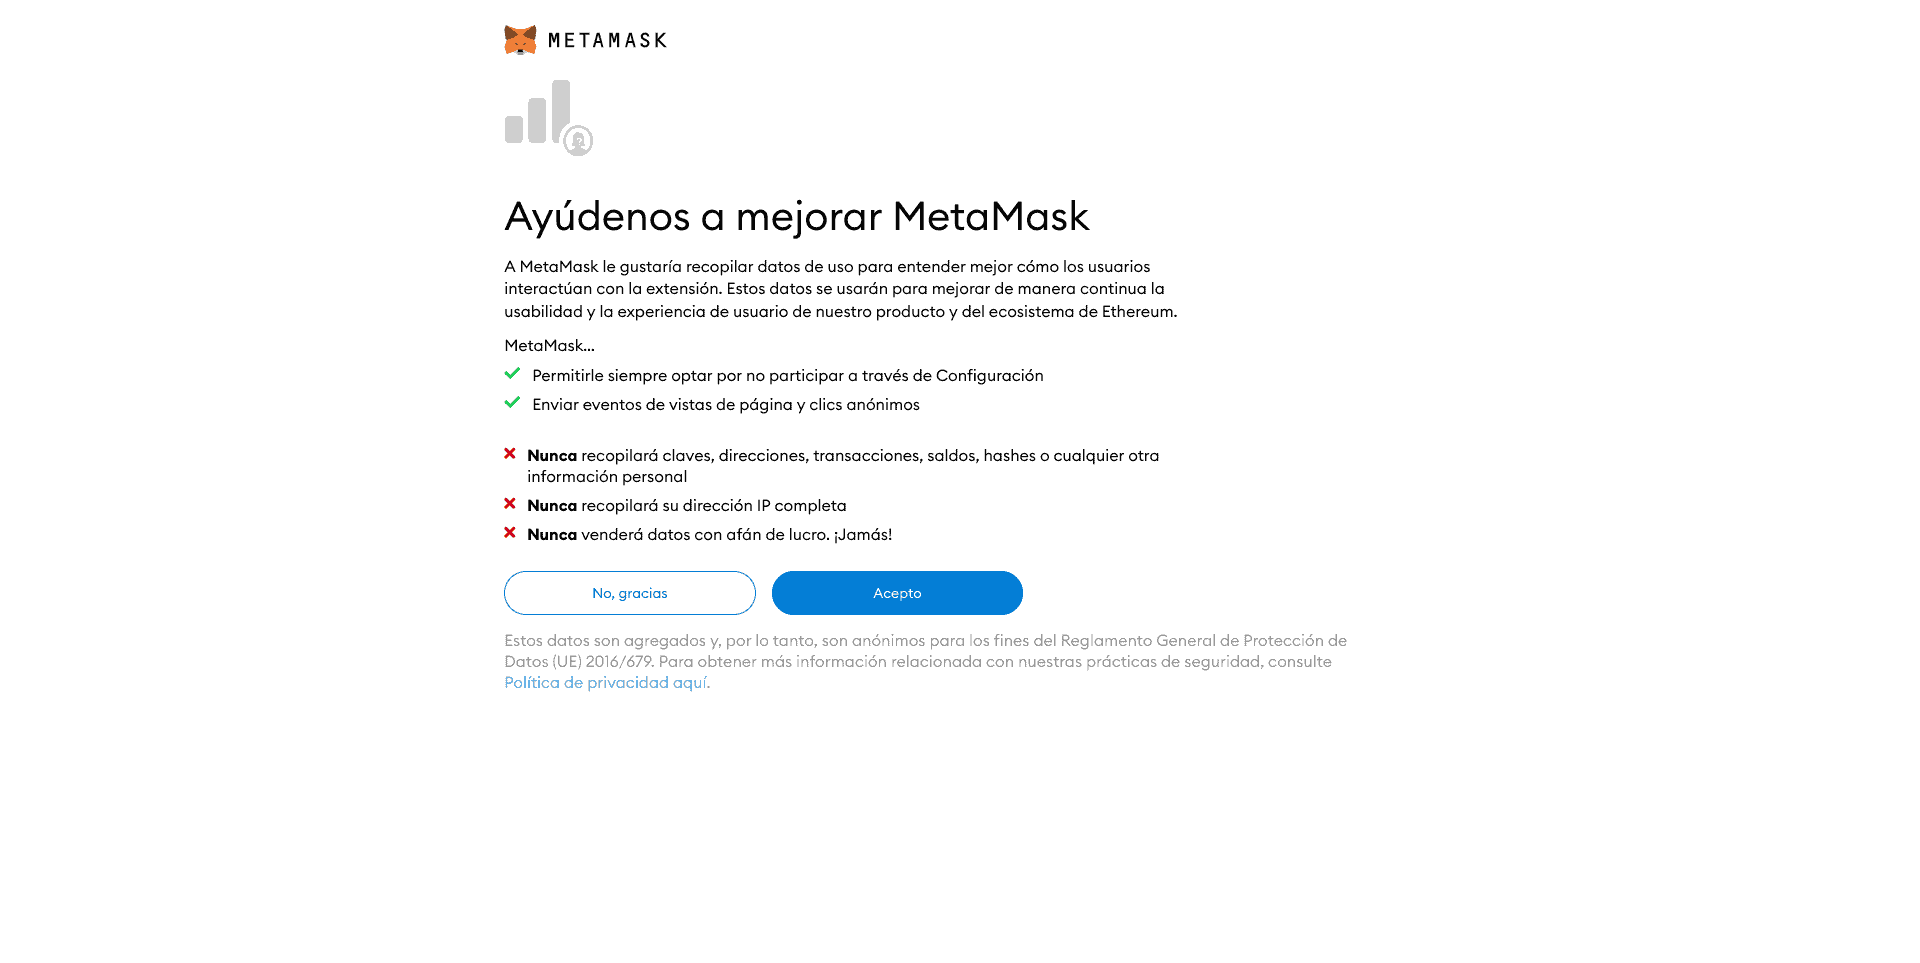 METAMASK
Ayúdenos a mejorar MetaMask
A MetaMask le gustaría recopilar datos de uso para entender mejor cómo los usuarios
interactúan con la extensión. Estos datos se usarán para mejorar de manera continua la
usabilidad y la experiencia de usuario de nuestro producto y del ecosistema de Ethereum.
MetaMask...
Permitirle siempre optar por no participar a través de Configuración
Enviar eventos de vistas de página y clics anónimos
Nunca recopilará claves, direcciones, transacciones, saldos, hashes o cualquier otra
información personal
Nunca recopilará su dirección IP completa
Nunca venderá datos con afán de lucro. ¡Jamás!
No, gracias
Acepto
Estos datos son agregados y, por lo tanto, son anónimos para los fines del Reglamento General de Protección de
Datos (UE) 2016/679. Para obtener más información relacionada con nuestras prácticas de seguridad, consulte
Política de privacidad aquí.